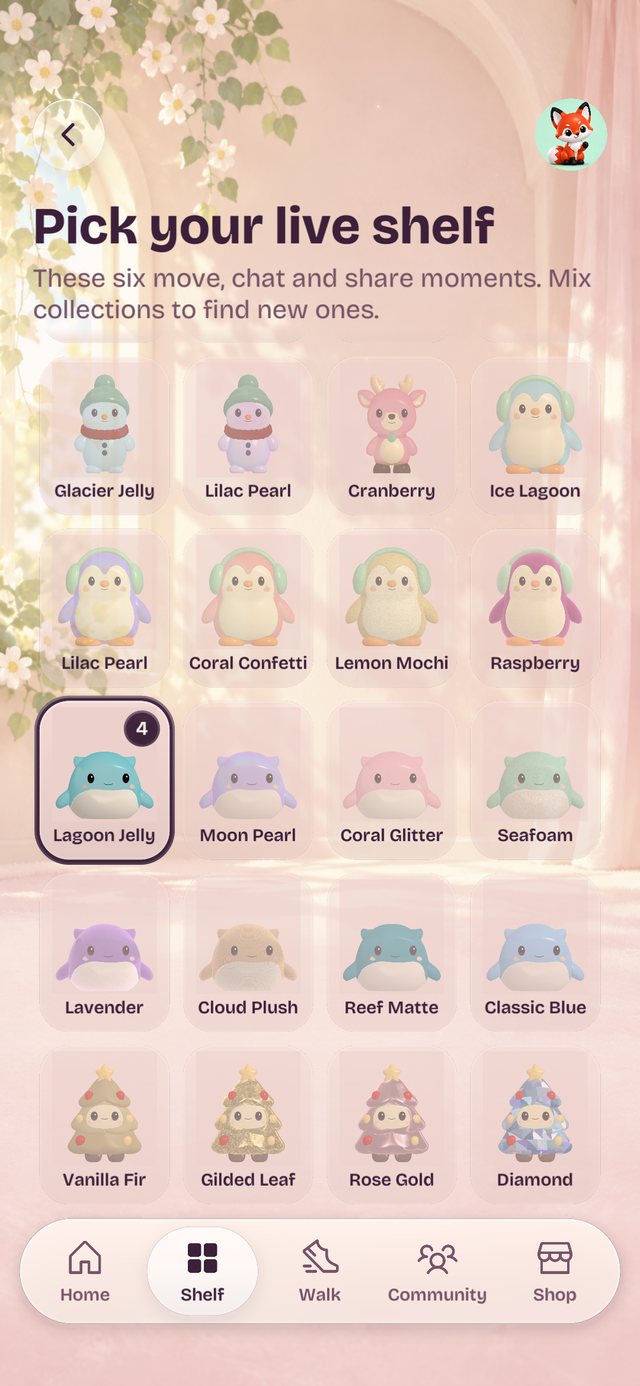 Pick your live shelf
These six move, chat and share moments. Mix
collections to find new ones.
Glacier Jelly
Lilac Pearl
Cranberry
Ice Lagoon
Lilac Pearl
Coral Confetti
Lemon Mochi
Raspberry
4
Lagoon Jelly
Moon Pearl
Coral Glitter
Seafoam
Lavender
Cloud Plush
Reef Matte
Classic Blue
Vanilla Fir
Gilded Leaf
Rose Gold
Diamond
Home
Shelf
Walk
Community
Shop